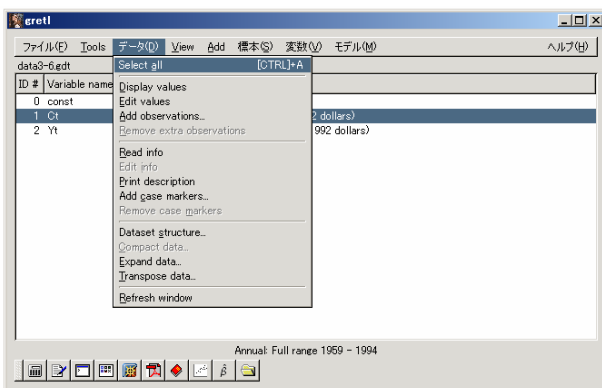 gretl
ファイル(F) Tools データ(D) View Add 標本(S) 変数(V) モデル(M) ヘルプ(H)
data3-6.gdt
ID # Variable name
0 const
1 Ct 2 dollars)
2 Yt 992 dollars)
Select all [CTRL]+A
Display values
Edit values
Add observations...
Remove extra observations
Read info
Edit info
Print description
Add case markers...
Remove case markers
Dataset structure...
Compact data...
Expand data...
Transpose data...
Refresh window
Annual: Full range 1959 - 1994
β̂